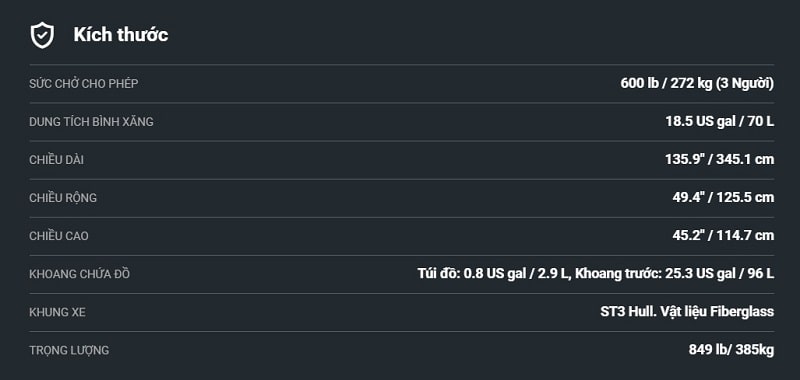 Kích thước
SỨC CHỞ CHO PHÉP 600 lb / 272 kg (3 Người)
DUNG TÍCH BÌNH XĂNG 18.5 US gal / 70 L
CHIỀU DÀI 135.9" / 345.1 cm
CHIỀU RỘNG 49.4" / 125.5 cm
CHIỀU CAO 45.2" / 114.7 cm
KHOANG CHỨA ĐỒ Túi đồ: 0.8 US gal / 2.9 L, Khoang trước: 25.3 US gal / 96 L
KHUNG XE ST3 Hull. Vật liệu Fiberglass
TRỌNG LƯỢNG 849 lb/ 385kg